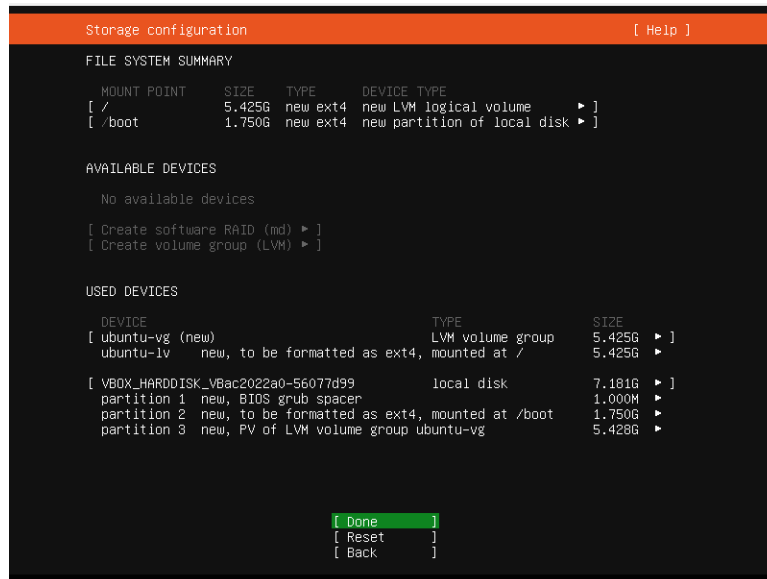 Storage configuration [ Help ]
FILE SYSTEM SUMMARY
MOUNT POINT SIZE TYPE DEVICE TYPE
[ / 5.425G new ext4 new LVM logical volume ▸ ]
[ /boot 1.750G new ext4 new partition of local disk ▸ ]
AVAILABLE DEVICES
No available devices
[ Create software RAID (md) ▸ ]
[ Create volume group (LVM) ▸ ]
USED DEVICES
DEVICE TYPE SIZE
[ ubuntu-vg (new) LVM volume group 5.425G ▸ ]
ubuntu-lv new, to be formatted as ext4, mounted at / 5.425G ▸
[ VBOX_HARDDISK_VBac2022a0-56077d99 local disk 7.181G ▸ ]
partition 1 new, BIOS grub spacer 1.000M ▸
partition 2 new, to be formatted as ext4, mounted at /boot 1.750G ▸
partition 3 new, PV of LVM volume group ubuntu-vg 5.428G ▸
[ Done ]
[ Reset ]
[ Back ]